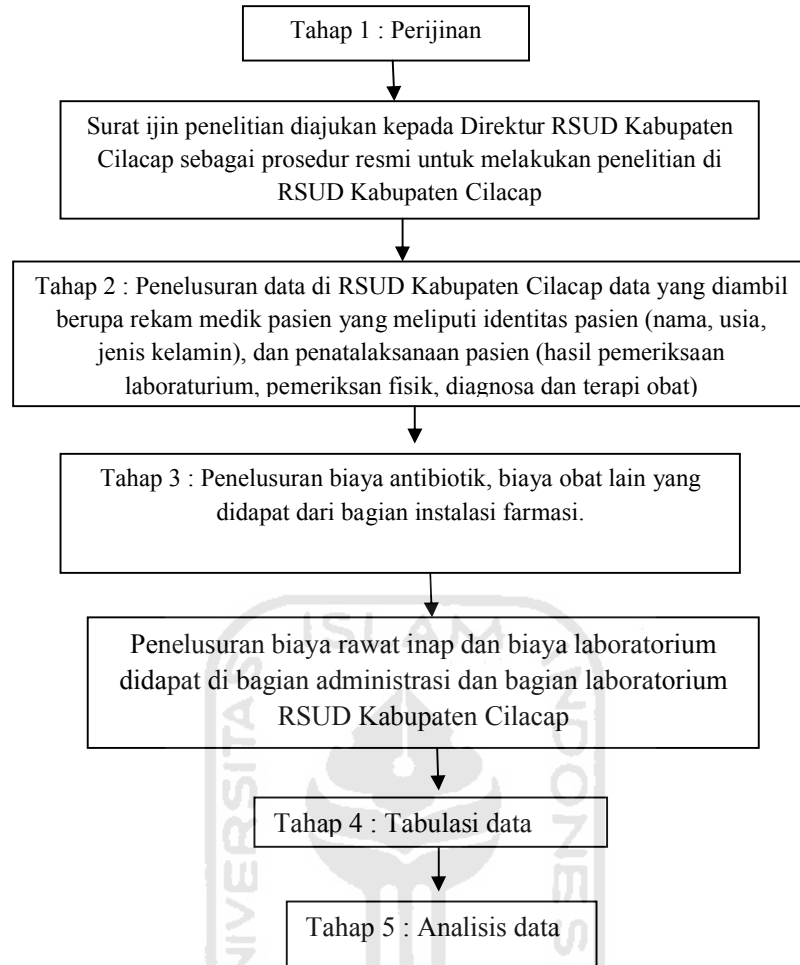 Tahap 1 : Perijinan
Surat ijin penelitian diajukan kepada Direktur RSUD Kabupaten
Cilacap sebagai prosedur resmi untuk melakukan penelitian di
RSUD Kabupaten Cilacap
Tahap 2 : Penelusuran data di RSUD Kabupaten Cilacap data yang diambil
berupa rekam medik pasien yang meliputi identitas pasien (nama, usia,
jenis kelamin), dan penatalaksanaan pasien (hasil pemeriksaan
laboraturium, pemeriksan fisik, diagnosa dan terapi obat)
Tahap 3 : Penelusuran biaya antibiotik, biaya obat lain yang
didapat dari bagian instalasi farmasi.
Penelusuran biaya rawat inap dan biaya laboratorium
didapat di bagian administrasi dan bagian laboratorium
RSUD Kabupaten Cilacap
Tahap 4 : Tabulasi data
Tahap 5 : Analisis data
ISLAM